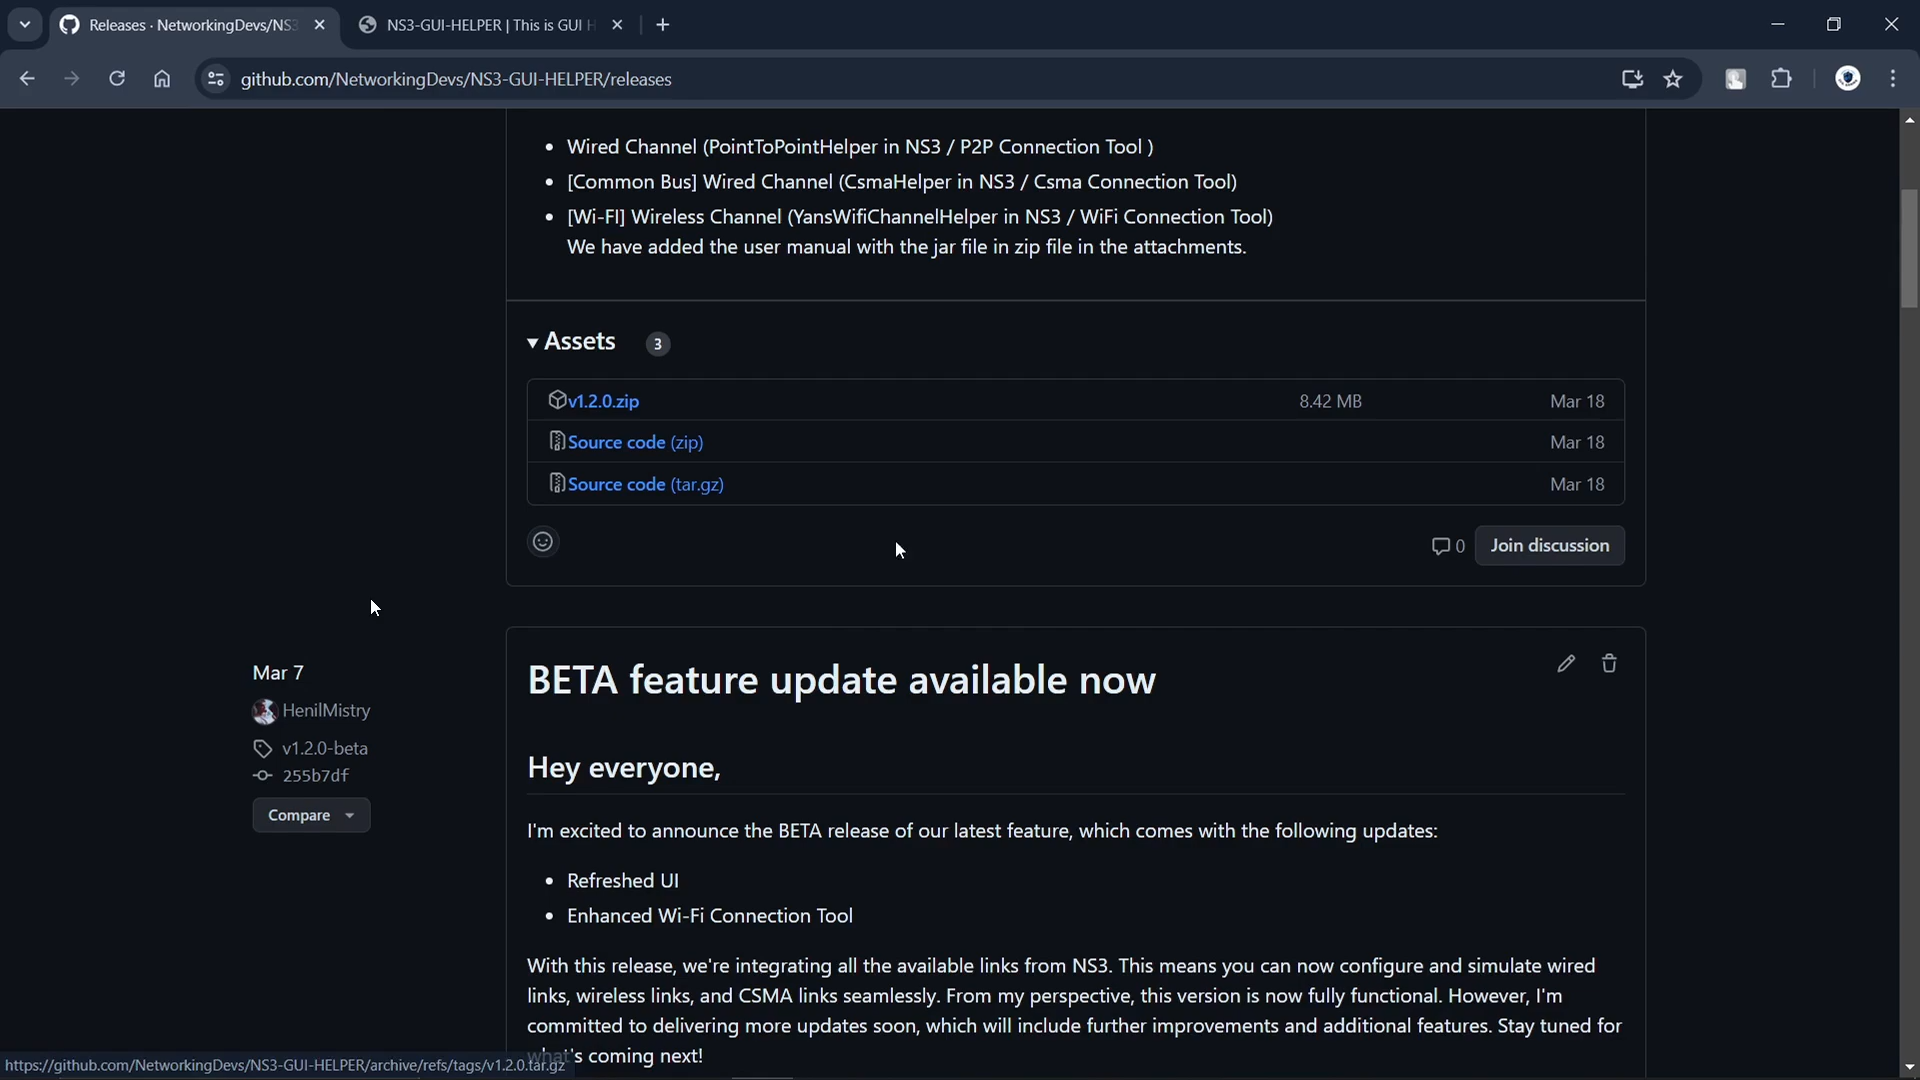 Releases · NetworkingDevs/NS3
NS3-GUI-HELPER | This is GUI H
github.com/NetworkingDevs/NS3-GUI-HELPER/releases
Wired Channel (PointToPointHelper in NS3 / P2P Connection Tool )
[Common Bus] Wired Channel (CsmaHelper in NS3 / Csma Connection Tool)
[Wi-FI] Wireless Channel (YansWifiChannelHelper in NS3 / WiFi Connection Tool)
We have added the user manual with the jar file in zip file in the attachments.
Assets 3
v1.2.0.zip 8.42 MB Mar 18
Source code (zip) Mar 18
Source code (tar.gz) Mar 18
0 Join discussion
Mar 7
HenilMistry
v1.2.0-beta
255b7df
Compare
BETA feature update available now
Hey everyone,
I'm excited to announce the BETA release of our latest feature, which comes with the following updates:
Refreshed UI
Enhanced Wi-Fi Connection Tool
With this release, we're integrating all the available links from NS3. This means you can now configure and simulate wired
links, wireless links, and CSMA links seamlessly. From my perspective, this version is now fully functional. However, I'm
committed to delivering more updates soon, which will include further improvements and additional features. Stay tuned for
what's coming next!
https://github.com/NetworkingDevs/NS3-GUI-HELPER/archive/refs/tags/v1.2.0.tar.gz